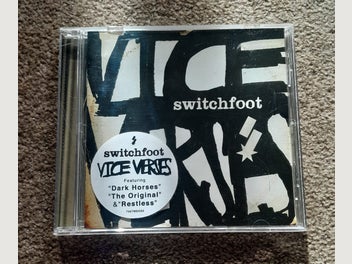 VICE
switchfoot
VERSES
switchfoot
VICE VERSES
Featuring
"Dark Horses"
"The Original"
& "Restless"